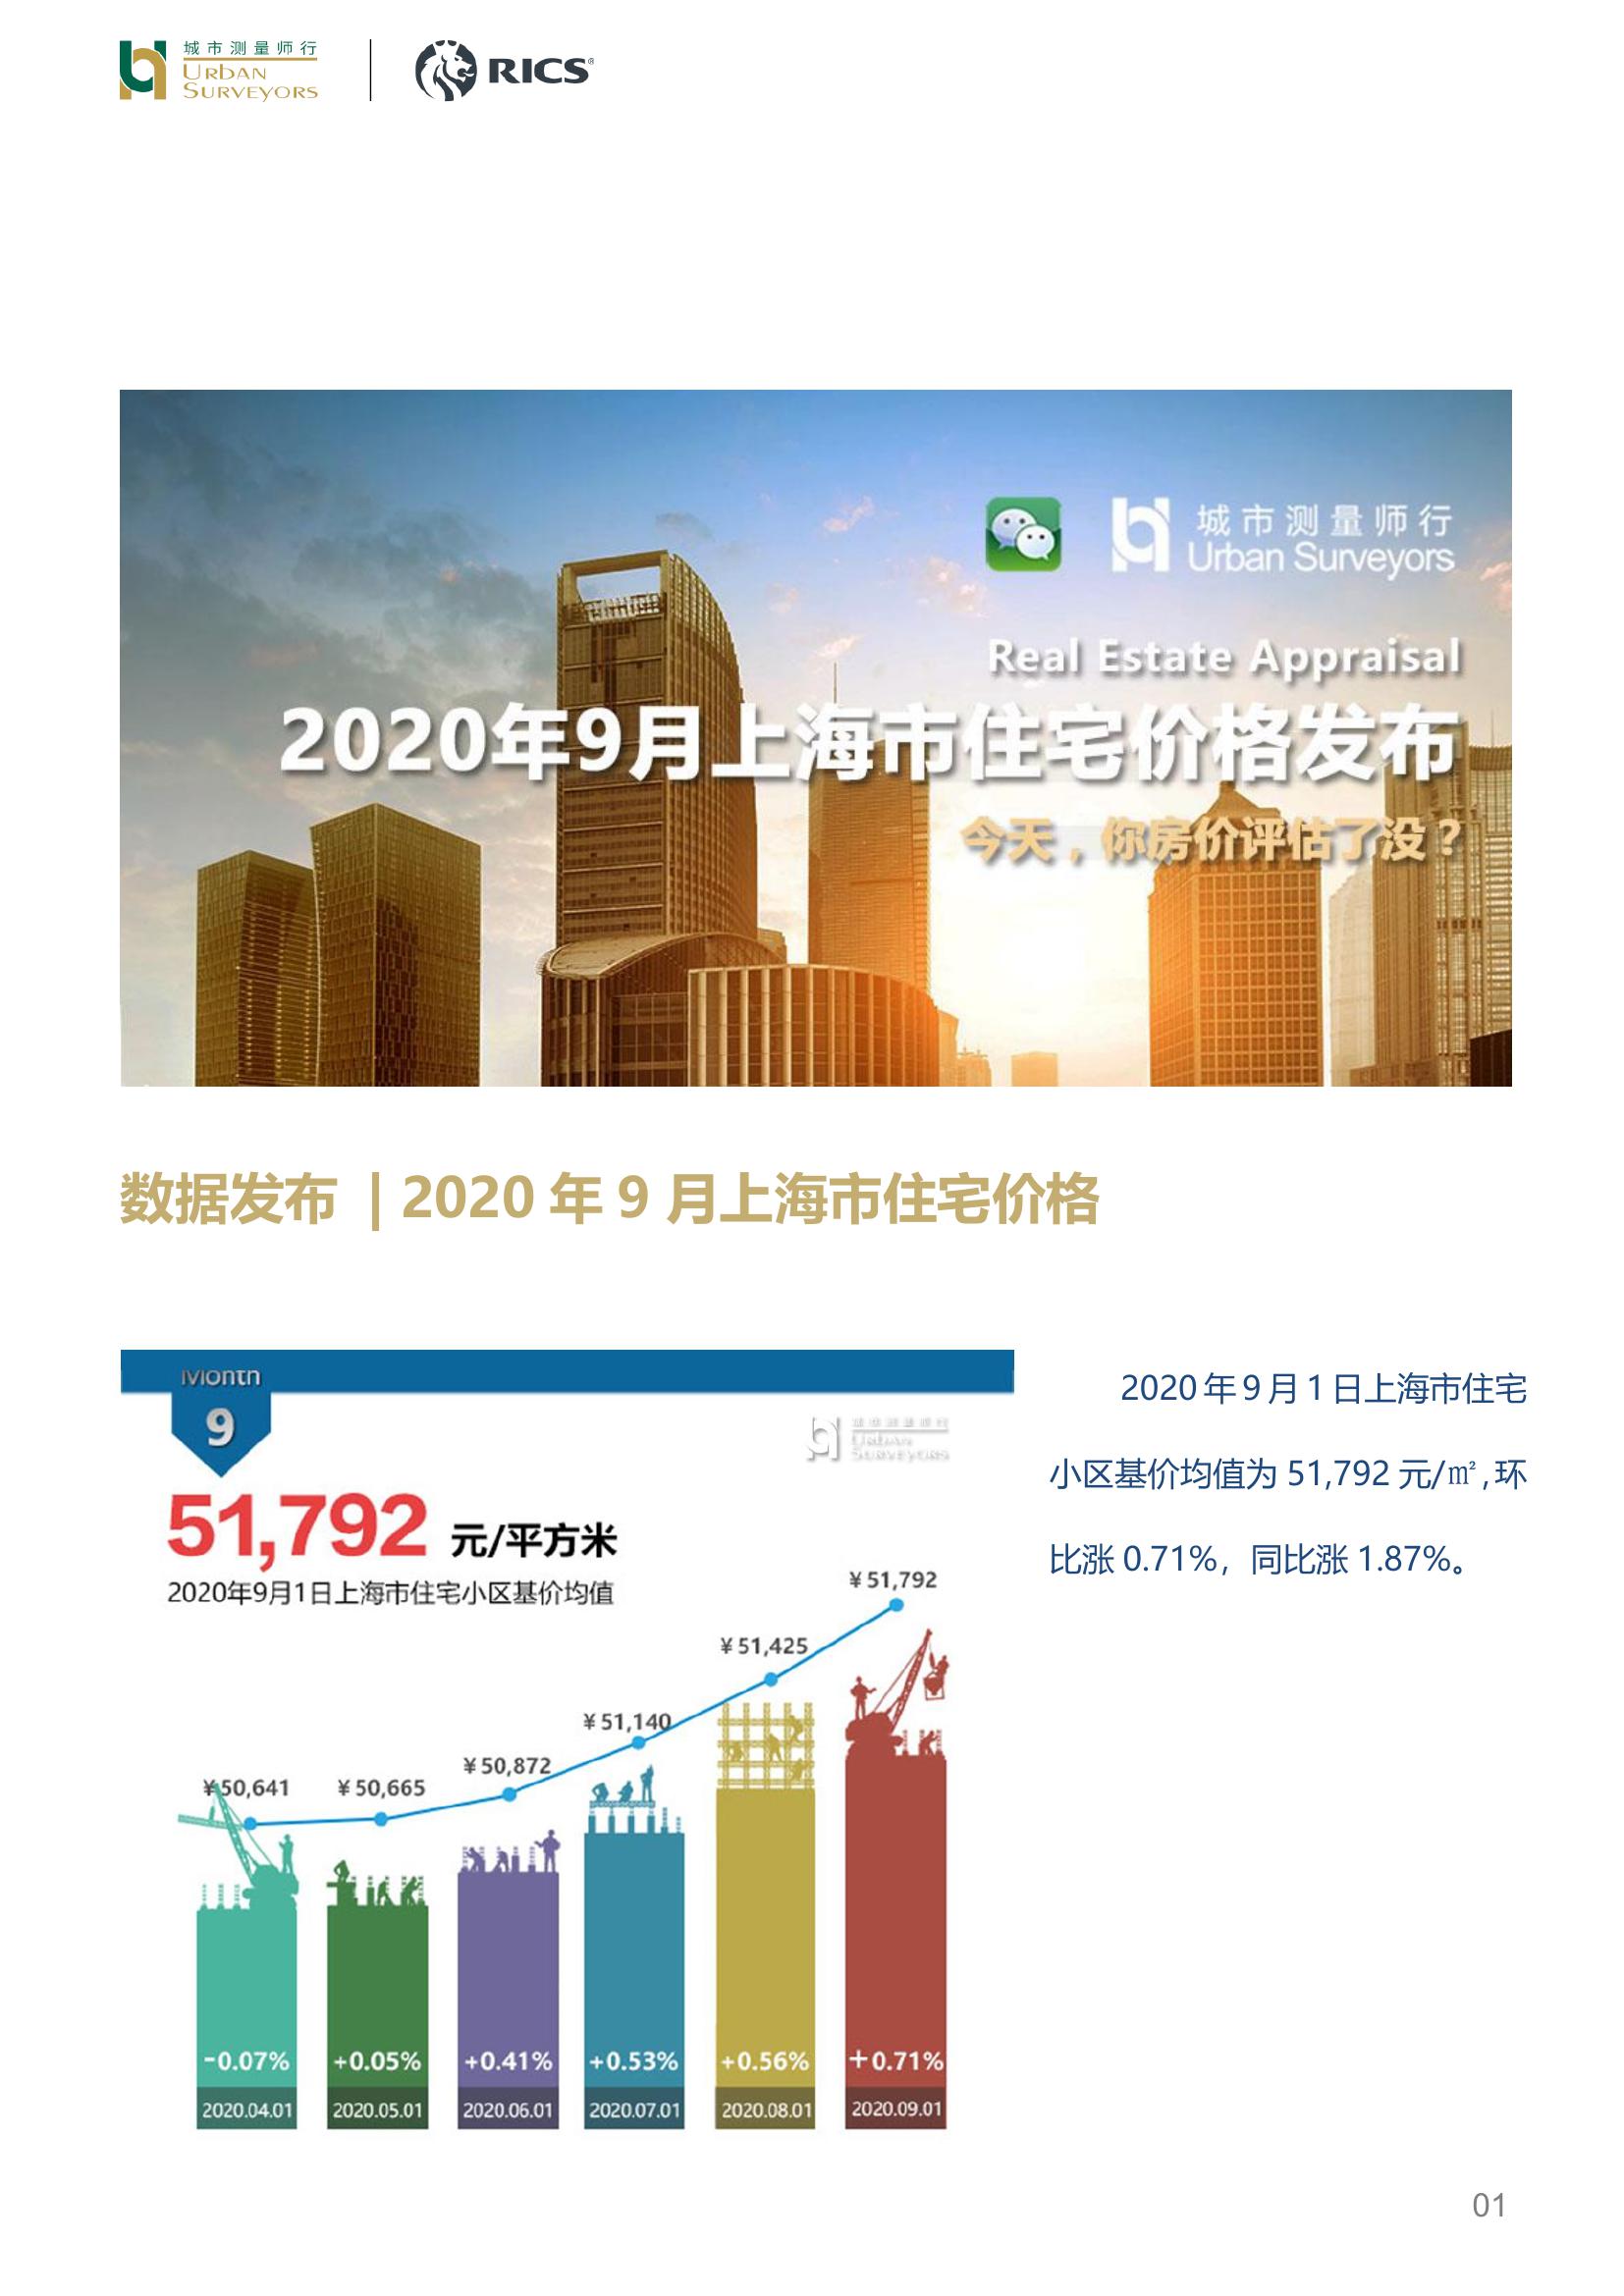 城市测量师行
URBAN
SURVEYORS
RICS®
城市测量师行
Urban Surveyors
Real Estate Appraisal
2020年9月上海市住宅价格发布
今天，你房价评估了没？
数据发布 | 2020 年 9 月上海市住宅价格
Month
9
城市测量师行
URBAN
SURVEYORS
51,792 元/平方米
2020年9月1日上海市住宅小区基价均值
¥51,792
¥51,425
¥51,140
¥50,872
¥50,641 ¥50,665
-0.07% +0.05% +0.41% +0.53% +0.56% +0.71%
2020.04.01 2020.05.01 2020.06.01 2020.07.01 2020.08.01 2020.09.01
2020 年 9 月 1 日上海市住宅
小区基价均值为 51,792 元/㎡,环
比涨 0.71%，同比涨 1.87%。
01